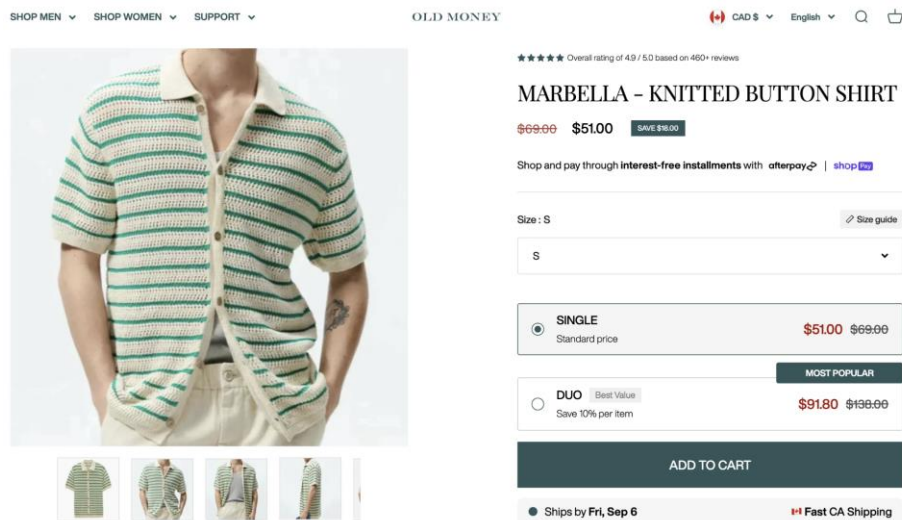 SHOP MEN SHOP WOMEN SUPPORT OLD MONEY CAD $ English
Overall rating of 4.9 / 5.0 based on 460+ reviews
MARBELLA – KNITTED BUTTON SHIRT
$69.00 $51.00 SAVE $18.00
Shop and pay through interest-free installments with afterpay | shop Pay
Size : S Size guide
S
SINGLE
Standard price
$51.00 $69.00
MOST POPULAR
DUO Best Value
Save 10% per item
$91.80 $138.00
ADD TO CART
Ships by Fri, Sep 6 Fast CA Shipping